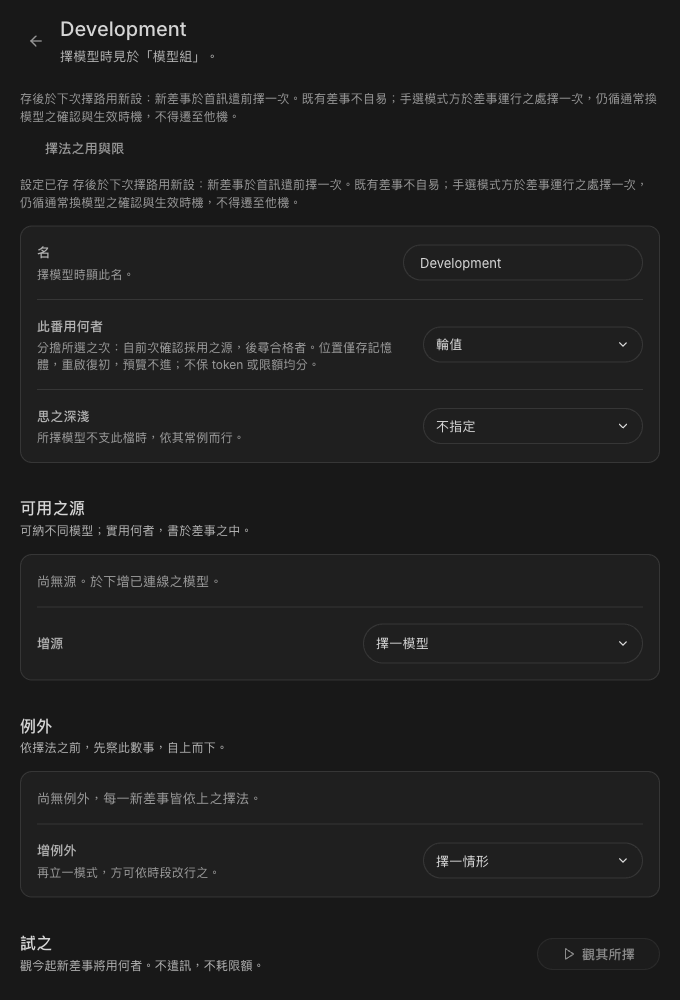 Development
擇模型時見於「模型組」。
存後於下次擇路用新設：新差事於首訊遣前擇一次。既有差事不自易；手選模式方於差事運行之處擇一次，仍循通常換
模型之確認與生效時機，不得遷至他機。
擇法之用與限
設定已存 存後於下次擇路用新設：新差事於首訊遣前擇一次。既有差事不自易；手選模式方於差事運行之處擇一次，
仍循通常換模型之確認與生效時機，不得遷至他機。
名
擇模型時顯此名。
Development
此番用何者
分擔所選之次：自前次確認採用之源，後尋合格者。位置僅存記憶
體，重啟復初，預覽不進；不保 token 或限額均分。
輪值
思之深淺
所擇模型不支此檔時，依其常例而行。
不指定
可用之源
可納不同模型；實用何者，書於差事之中。
尚無源。於下增已連線之模型。
增源
擇一模型
例外
依擇法之前，先察此數事，自上而下。
尚無例外，每一新差事皆依上之擇法。
增例外
再立一模式，方可依時段改行之。
擇一情形
試之
觀今起新差事將用何者。不遣訊，不耗限額。
觀其所擇